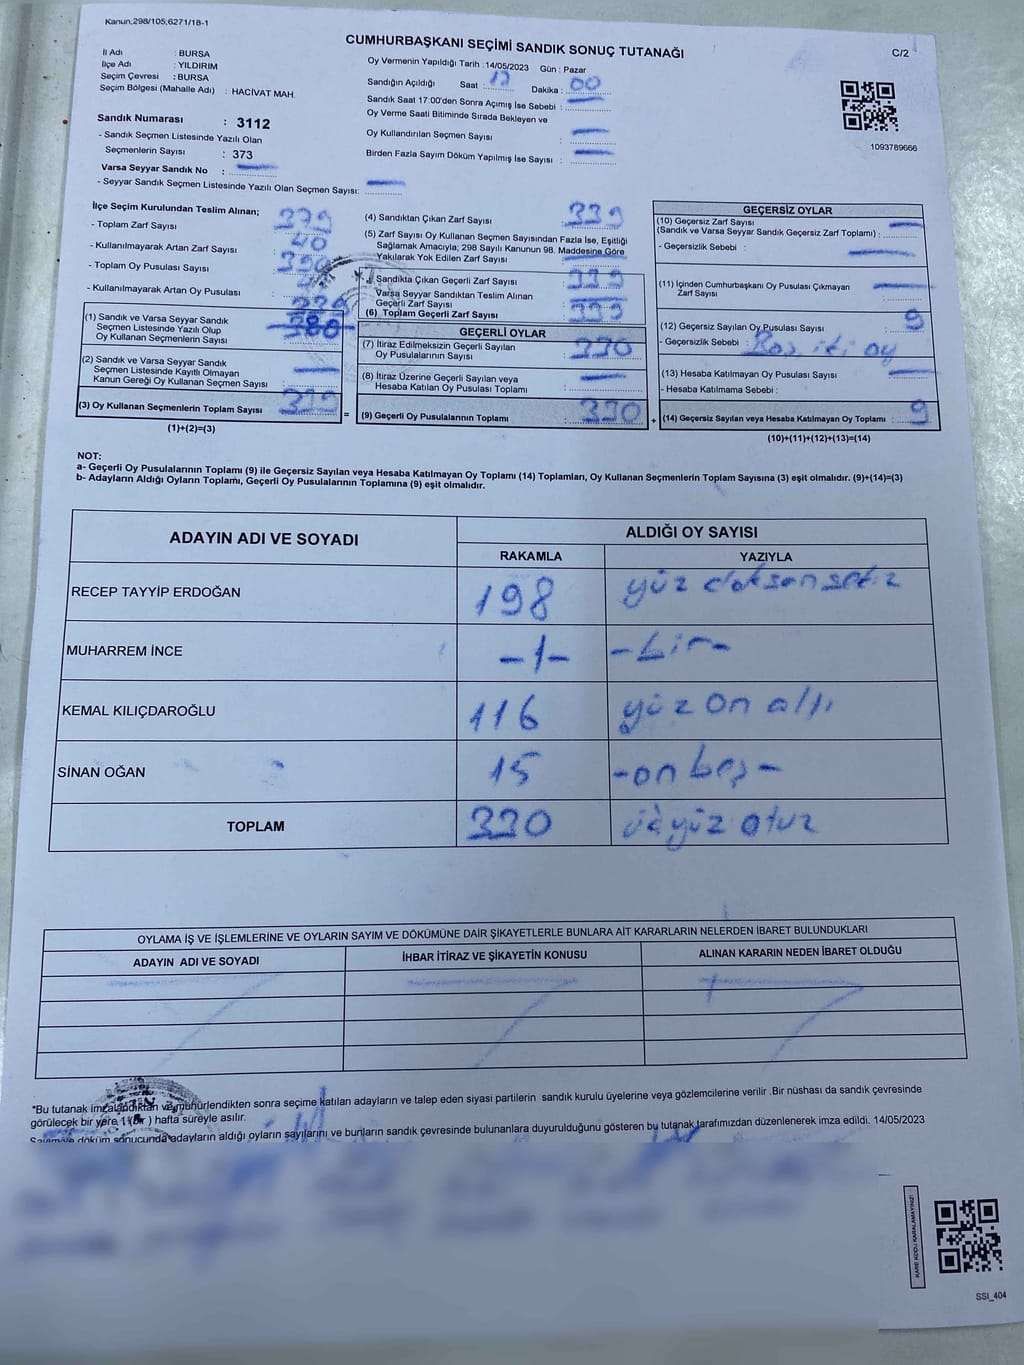 Kanun,298/105,6271/18-1
CUMHURBAŞKANI SEÇİMİ SANDIK SONUÇ TUTANAĞI
C/2
İl Adı : BURSA
İlçe Adı : YILDIRIM
Seçim Çevresi : BURSA
Seçim Bölgesi (Mahalle Adı) : HACİVAT MAH.
Sandık Numarası : 3112
- Sandık Seçmen Listesinde Yazılı Olan
Seçmenlerin Sayısı : 373
Varsa Seyyar Sandık No :
- Seyyar Sandık Seçmen Listesinde Yazılı Olan Seçmen Sayısı:
Oy Vermenin Yapıldığı Tarih :14/05/2023 Gün : Pazar
Sandığın Açıldığı Saat 17 Dakika : 00
Sandık Saat 17:00'den Sonra Açımış İse Sebebi :
Oy Verme Saati Bitiminde Sırada Bekleyen ve
Oy Kullandırılan Seçmen Sayısı :
Birden Fazla Sayım Döküm Yapılmış İse Sayısı :
1093789666
İlçe Seçim Kurulundan Teslim Alınan;
- Toplam Zarf Sayısı : 379
- Kullanılmayarak Artan Zarf Sayısı : 40
- Toplam Oy Pusulası Sayısı :
- Kullanılmayarak Artan Oy Pusulası :
(1) Sandık ve Varsa Seyyar Sandık
Seçmen Listesinde Yazılı Olup
Oy Kullanan Seçmenlerin Sayısı
(2) Sandık ve Varsa Seyyar Sandık
Seçmen Listesinde Kayıtlı Olmayan
Kanun Gereği Oy Kullanan Seçmen Sayısı
(3) Oy Kullanan Seçmenlerin Toplam Sayısı : 339
(1)+(2)=(3)
=
(4) Sandıktan Çıkan Zarf Sayısı : 339
(5) Zarf Sayısı Oy Kullanan Seçmen Sayısından Fazla İse, Eşitliği
Sağlamak Amacıyla; 298 Sayılı Kanunun 98. Maddesine Göre
Yakılarak Yok Edilen Zarf Sayısı
Sandıkta Çıkan Geçerli Zarf Sayısı : 339
Varsa Seyyar Sandıktan Teslim Alınan
Geçerli Zarf Sayısı
(6) Toplam Geçerli Zarf Sayısı : 339
GEÇERLİ OYLAR
(7) İtiraz Edilmeksizin Geçerli Sayılan
Oy Pusulalarının Sayısı : 330
(8) İtiraz Üzerine Geçerli Sayılan veya
Hesaba Katılan Oy Pusulası Toplamı :
(9) Geçerli Oy Pusulalarının Toplamı : 330
+
GEÇERSİZ OYLAR
(10) Geçersiz Zarf Sayısı
(Sandık ve Varsa Seyyar Sandık Geçersiz Zarf Toplamı) :
- Geçersizlik Sebebi :
(11) İçinden Cumhurbaşkanı Oy Pusulası Çıkmayan
Zarf Sayısı :
(12) Geçersiz Sayılan Oy Pusulası Sayısı : 9
- Geçersizlik Sebebi :
(13) Hesaba Katılmayan Oy Pusulası Sayısı :
- Hesaba Katılmama Sebebi :
(14) Geçersiz Sayılan veya Hesaba Katılmayan Oy Toplamı : 9
(10)+(11)+(12)+(13)=(14)
NOT:
a- Geçerli Oy Pusulalarının Toplamı (9) ile Geçersiz Sayılan veya Hesaba Katılmayan Oy Toplamı (14) Toplamları, Oy Kullanan Seçmenlerin Toplam Sayısına (3) eşit olmalıdır. (9)+(14)=(3)
b- Adayların Aldığı Oyların Toplamı, Geçerli Oy Pusulalarının Toplamına (9) eşit olmalıdır.
ADAYIN ADI VE SOYADI
ALDIĞI OY SAYISI
RAKAMLA YAZIYLA
RECEP TAYYİP ERDOĞAN 198 yüz doksan sekiz
MUHARREM İNCE -1- -bir-
KEMAL KILIÇDAROĞLU 116 yüz on altı
SİNAN OĞAN 15 -on beş-
TOPLAM 330 üçyüz otuz
OYLAMA İŞ VE İŞLEMLERİNE VE OYLARIN SAYIM VE DÖKÜMÜNE DAİR ŞİKAYETLERLE BUNLARA AİT KARARLARIN NELERDEN İBARET BULUNDUKLARI
ADAYIN ADI VE SOYADI İHBAR İTİRAZ VE ŞİKAYETİN KONUSU ALINAN KARARIN NEDEN İBARET OLDUĞU
*Bu tutanak imzalandıktan ve mühürlendikten sonra seçime katılan adayların ve talep eden siyasi partilerin sandık kurulu üyelerine veya gözlemcilerine verilir .Bir nüshası da sandık çevresinde
görülecek bir yere 1 (bir ) hafta süreyle asılır.
Sayım ve döküm sonucunda adayların aldığı oyların sayılarını ve bunların sandık çevresinde bulunanlara duyurulduğunu gösteren bu tutanak tarafımızdan düzenlenerek imza edildi. 14/05/2023
KARE KODU KARALAMAYINIZ!
SSI_404